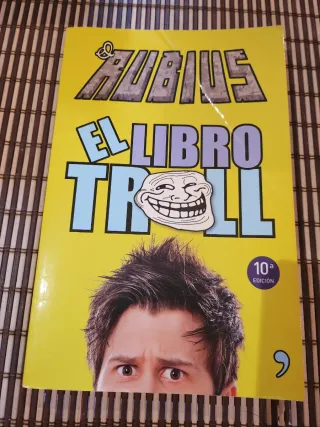 El
RUBIUS
EL LIBRO
TROLL
10ª
EDICIÓN